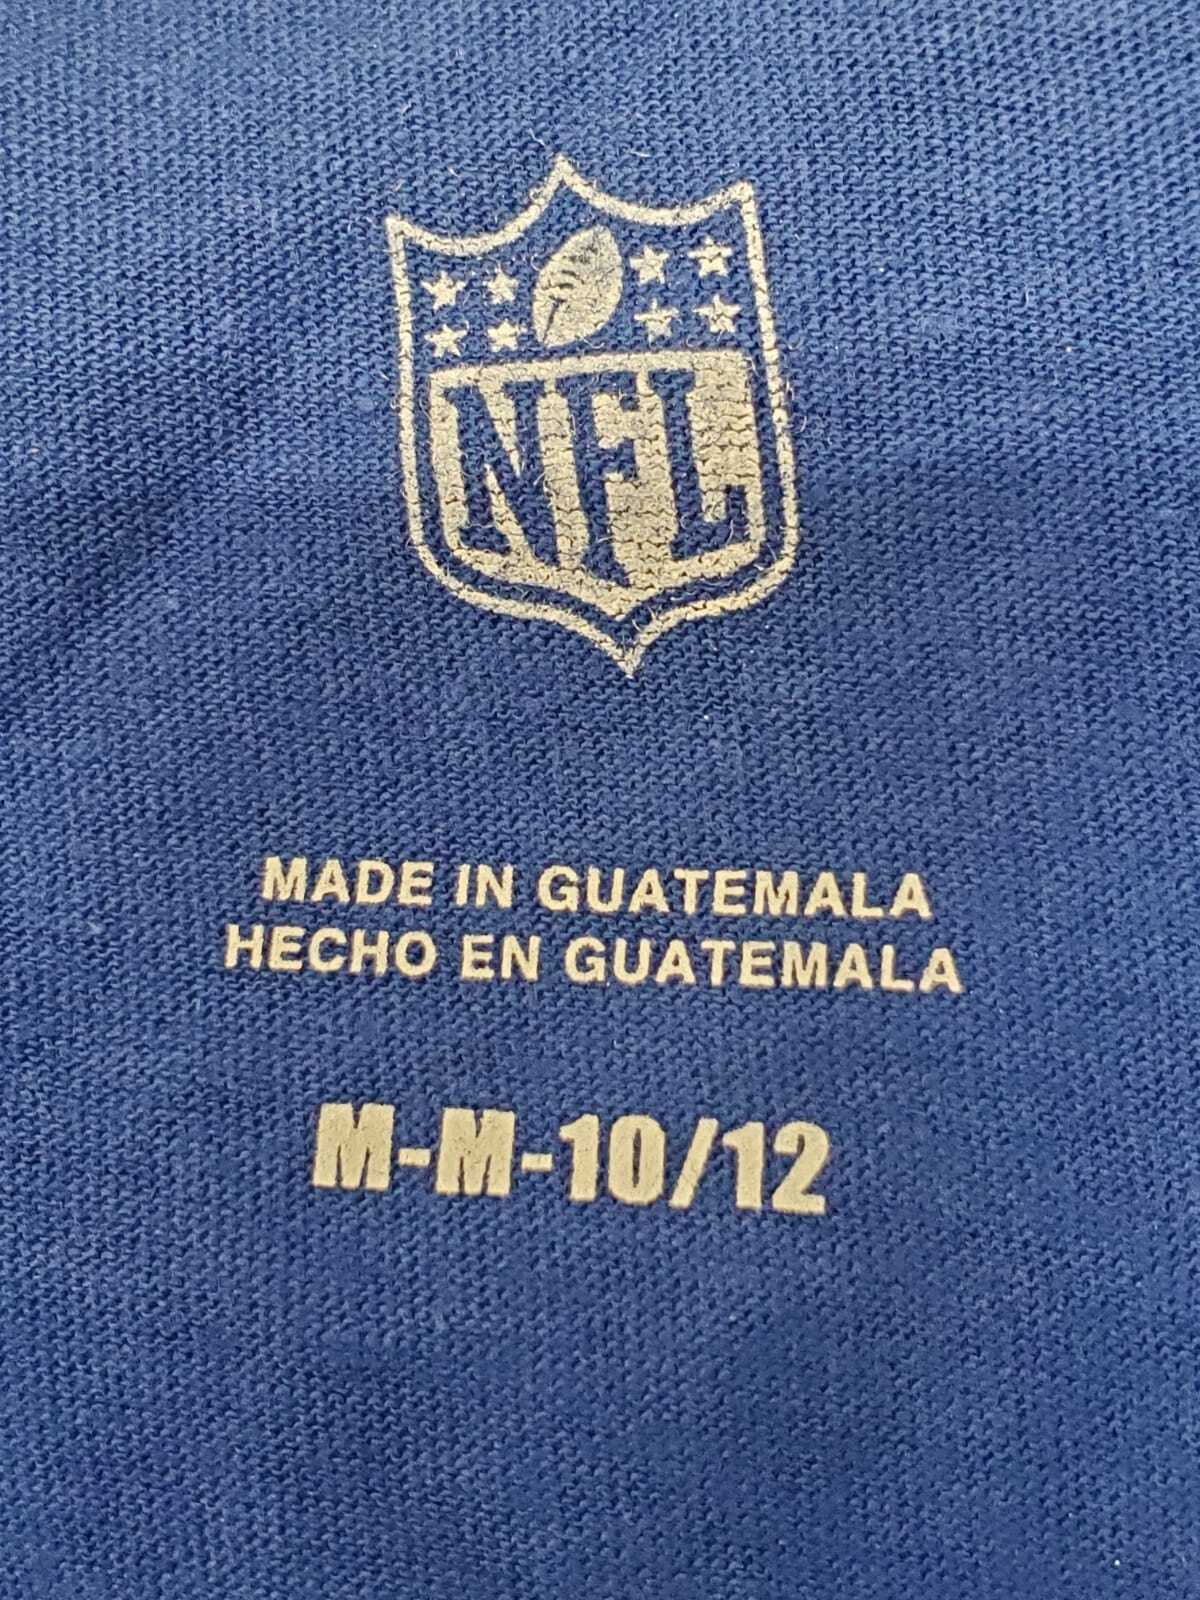 NFL
MADE IN GUATEMALA
HECHO EN GUATEMALA
M-M-10/12